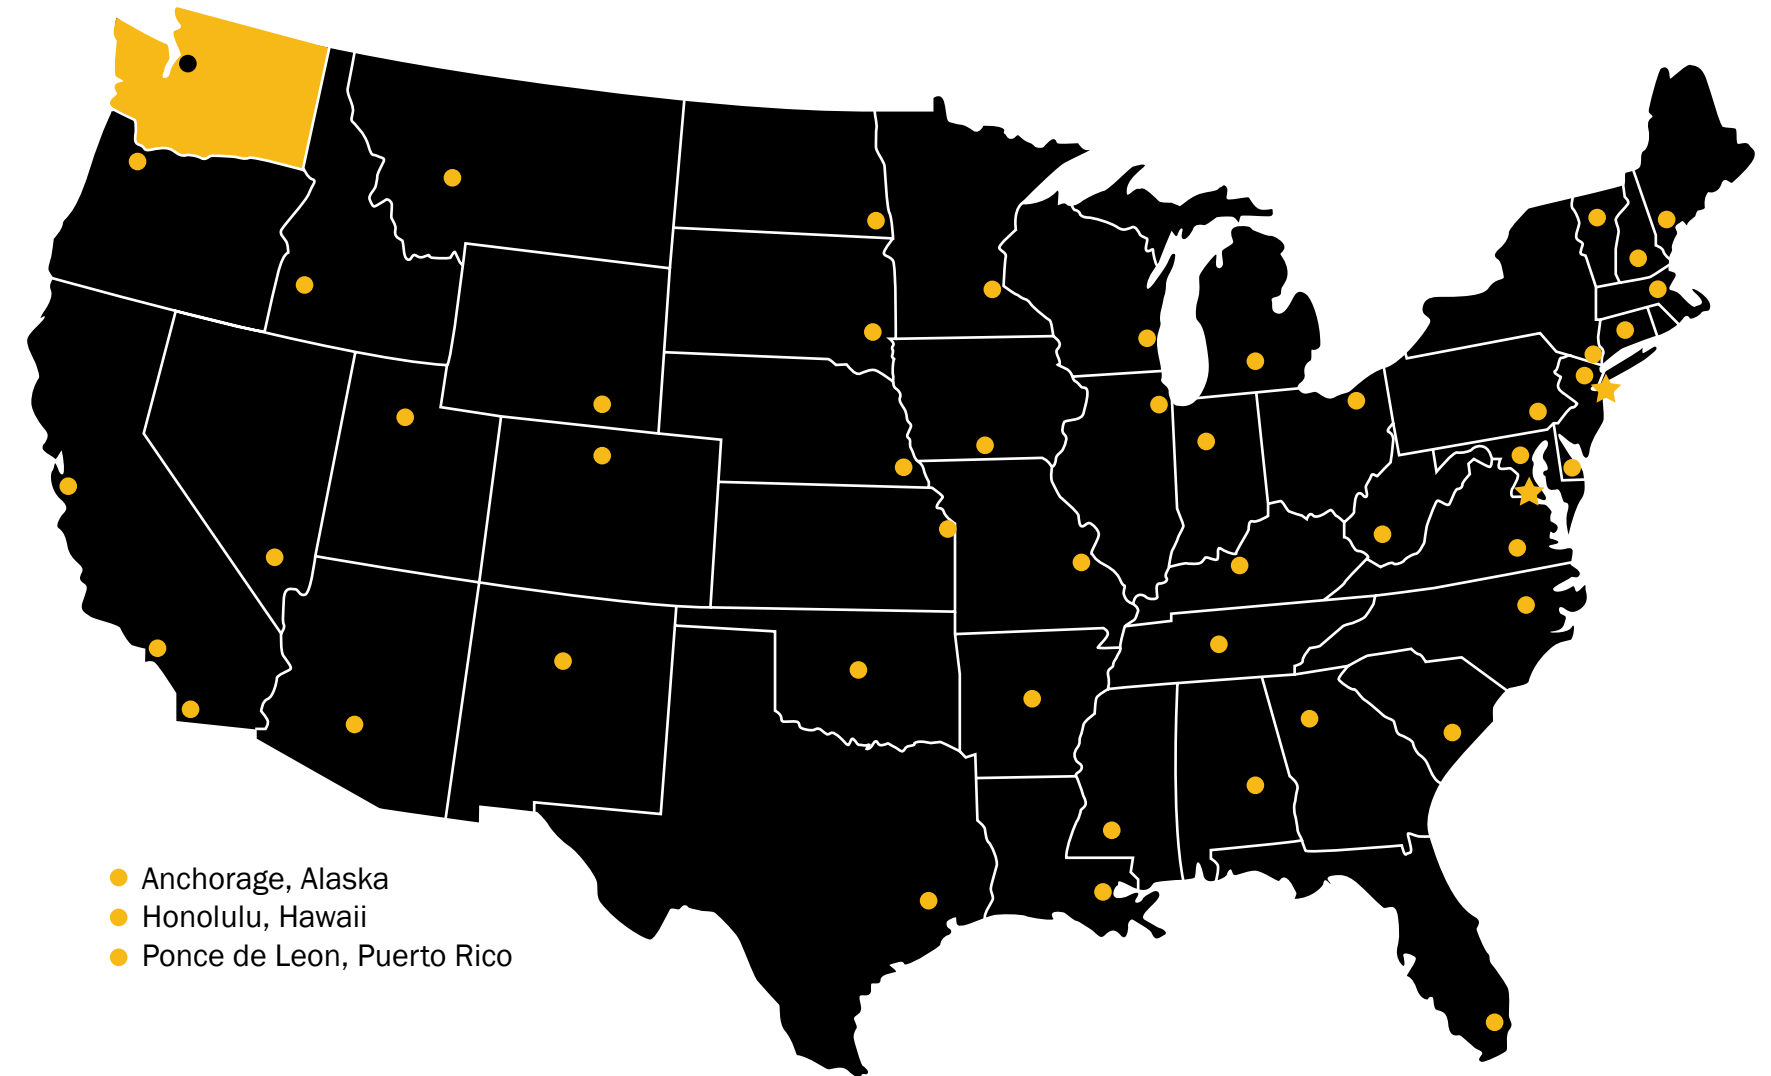 Anchorage, Alaska
Honolulu, Hawaii
Ponce de Leon, Puerto Rico